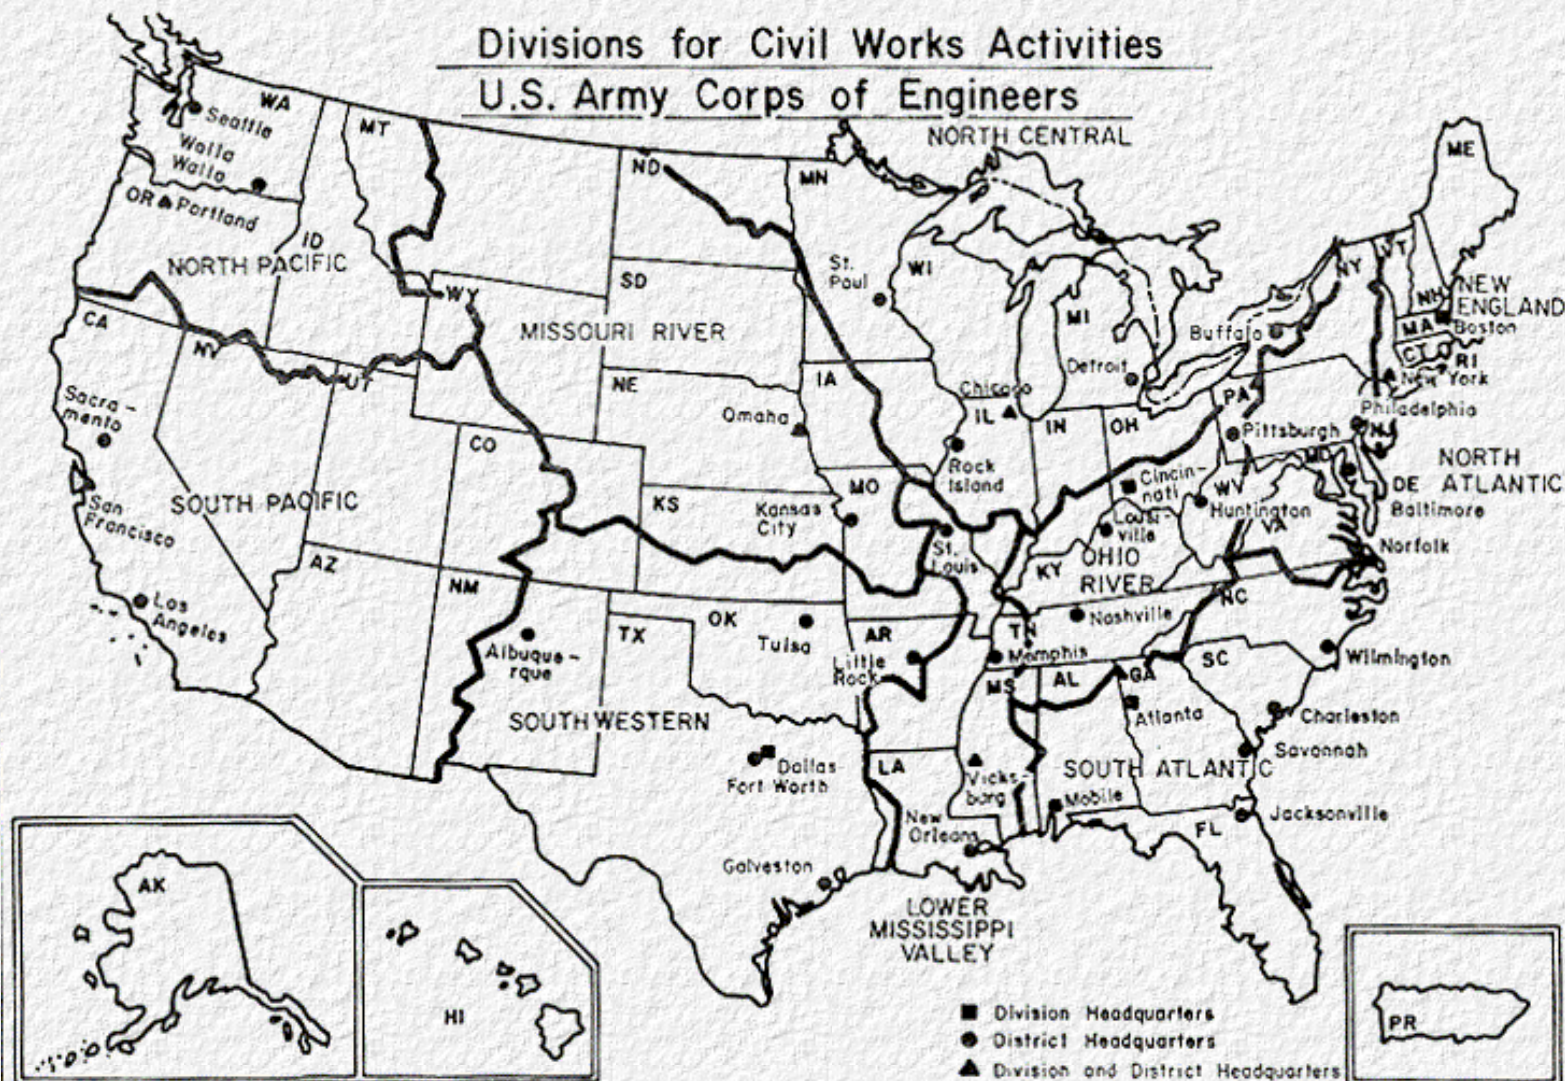 Divisions for Civil Works Activities
U.S. Army Corps of Engineers
NORTH CENTRAL
WA
Seattle
Walla
Walla
MT
ND
MN
ME
OR
Portland
ID
NORTH PACIFIC
WY
SD
MISSOURI RIVER
St.
Paul
WI
MI
NY
VT
NH
NEW
ENGLAND
MA
Boston
CT
RI
New York
Buffalo
Detroit
CA
NV
UT
NE
IA
Omaha
Chicago
IL
IN
OH
PA
Philadelphia
NJ
Pittsburgh
MD
NORTH
ATLANTIC
DE
Baltimore
Sacra-
mento
CO
Rock
Island
MO
Cincin-
nati
WV
Huntington
VA
Norfolk
SOUTH PACIFIC
San
Francisco
KS
Kansas
City
St.
Louis
Louis-
ville
KY
OHIO
RIVER
AZ
NM
Los
Angeles
OK
Tulsa
TX
AR
Little
Rock
TN
Memphis
Nashville
NC
Wilmington
SC
Albuque-
rque
SOUTHWESTERN
MS
AL
GA
Atlanta
Charleston
Savannah
SOUTH ATLANTIC
Dallas
Fort Worth
LA
Vicks-
burg
Mobile
Jacksonville
FL
New
Orleans
Galveston
LOWER
MISSISSIPPI
VALLEY
AK
HI
PR
Division Headquarters
District Headquarters
Division and District Headquarters